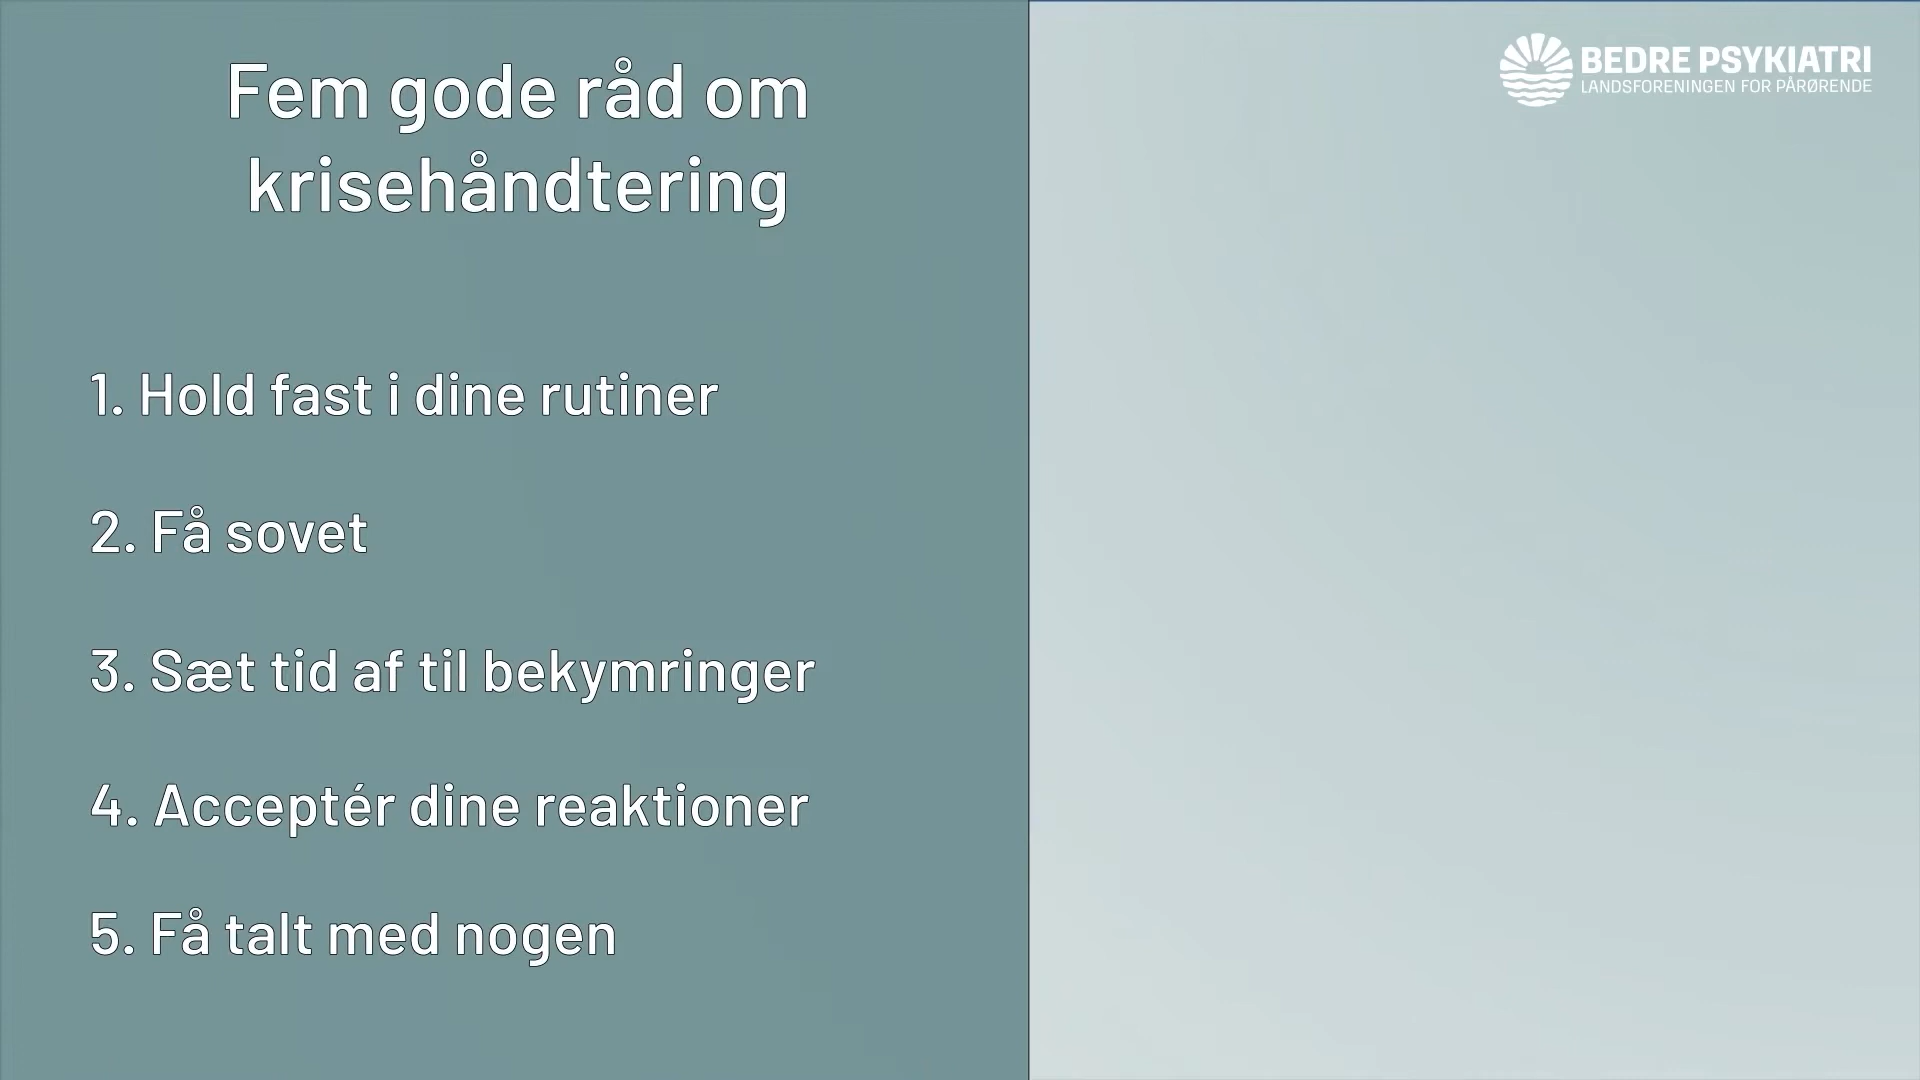 Fem gode råd om
krisehåndtering
1. Hold fast i dine rutiner
2. Få sovet
3. Sæt tid af til bekymringer
4. Acceptér dine reaktioner
5. Få talt med nogen
BEDRE PSYKIATRI
LANDSFORENINGEN FOR PÅRØRENDE